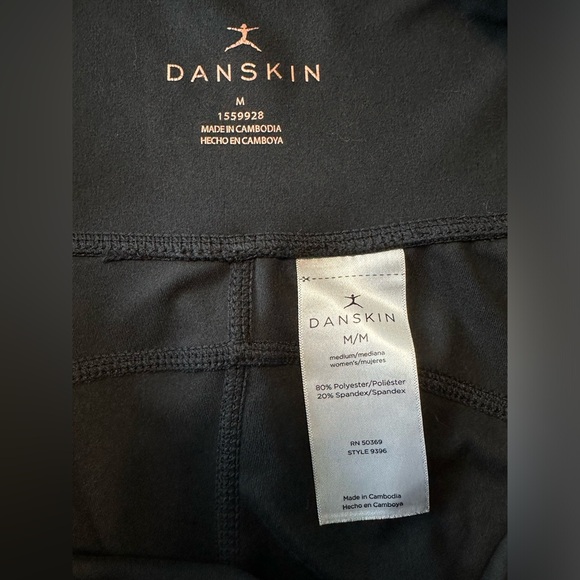 DANSKIN
M
1559928
MADE IN CAMBODIA
HECHO EN CAMBOYA
DANSKIN
M/M
medium/mediana
women's/mujeres
80% Polyester/Poliéster
20% Spandex/Spandex
RN 50369
STYLE 9396
Made in Cambodia
Hecho en Camboya